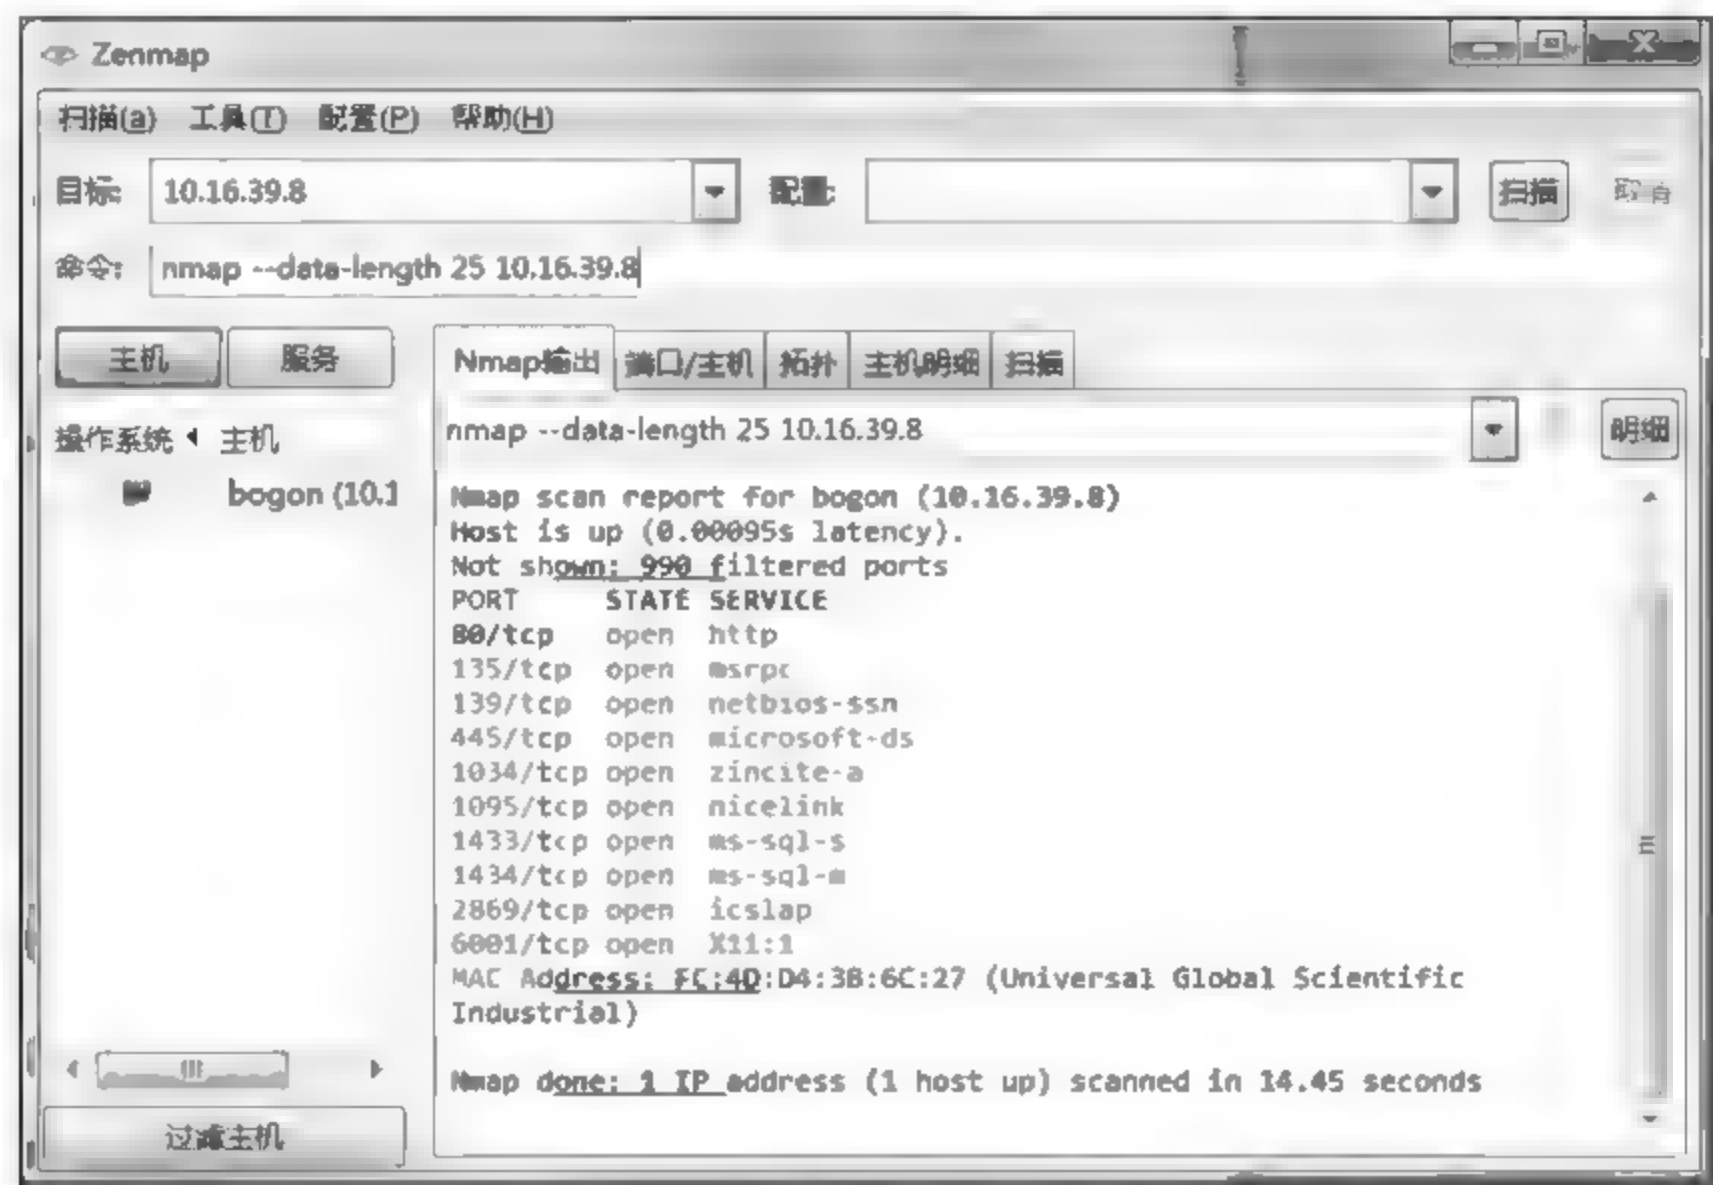 Zenmap
扫描(a) 工具(T) 配置(P) 帮助(H)
目标: 10.16.39.8 配置: 扫描 取消
命令: nmap --data-length 25 10.16.39.8
主机 服务 Nmap输出 端口/主机 拓扑 主机明细 扫描
操作系统 主机
nmap --data-length 25 10.16.39.8 明细
bogon (10.1
Nmap scan report for bogon (10.16.39.8)
Host is up (0.00095s latency).
Not shown: 990 filtered ports
PORT STATE SERVICE
80/tcp open http
135/tcp open msrpc
139/tcp open netbios-ssn
445/tcp open microsoft-ds
1034/tcp open zincite-a
1095/tcp open nicelink
1433/tcp open ms-sql-s
1434/tcp open ms-sql-m
2869/tcp open icslap
6001/tcp open X11:1
MAC Address: FC:4D:D4:3B:6C:27 (Universal Global Scientific
Industrial)
Nmap done: 1 IP address (1 host up) scanned in 14.45 seconds
过滤主机